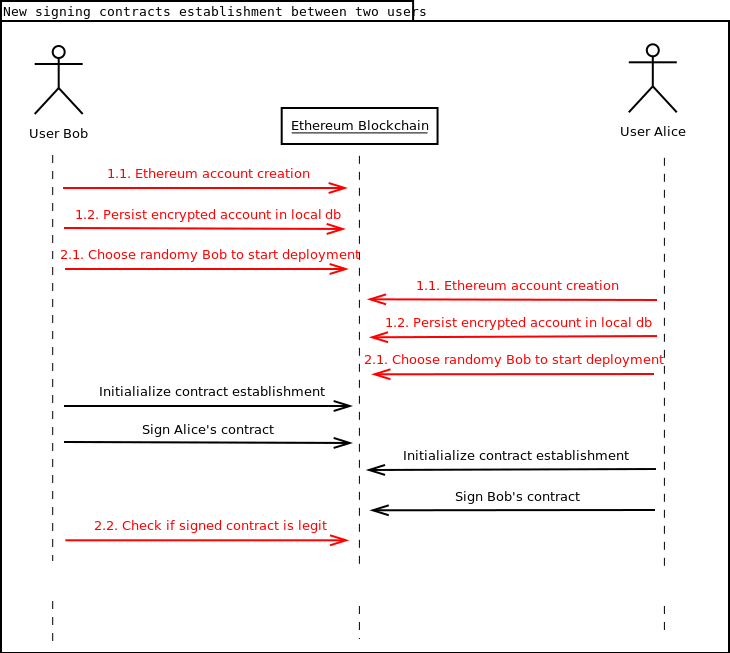 New signing contracts establishment between two users
User Bob
Ethereum Blockchain
User Alice
1.1. Ethereum account creation
1.2. Persist encrypted account in local db
2.1. Choose randomy Bob to start deployment
1.1. Ethereum account creation
1.2. Persist encrypted account in local db
2.1. Choose randomy Bob to start deployment
Initialialize contract establishment
Sign Alice's contract
Initialialize contract establishment
Sign Bob's contract
2.2. Check if signed contract is legit